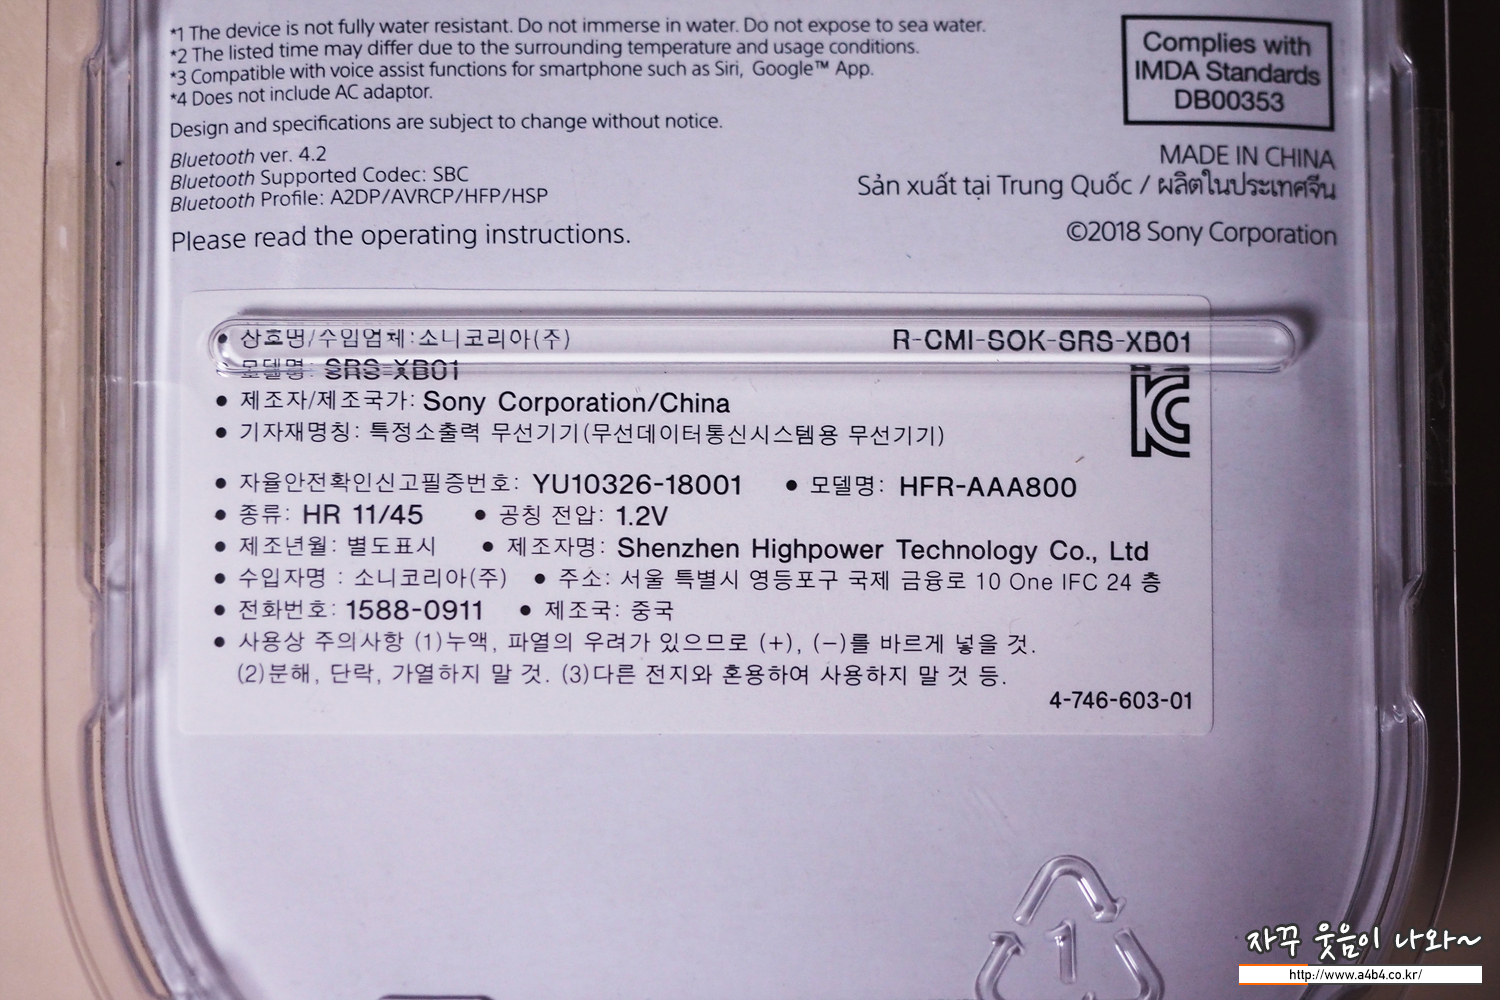 *1 The device is not fully water resistant. Do not immerse in water. Do not expose to sea water.
*2 The listed time may differ due to the surrounding temperature and usage conditions.
*3 Compatible with voice assist functions for smartphone such as Siri, Google™ App.
*4 Does not include AC adaptor.
Design and specifications are subject to change without notice.
Bluetooth ver. 4.2
Bluetooth Supported Codec: SBC
Bluetooth Profile: A2DP/AVRCP/HFP/HSP
Please read the operating instructions.
Complies with
IMDA Standards
DB00353
MADE IN CHINA
Sản xuất tại Trung Quốc / ผลิตในประเทศจีน
©2018 Sony Corporation
• 상호명/수입업체:소니코리아(주) R-CMI-SOK-SRS-XB01
• 모델명: SRS-XB01
• 제조자/제조국가: Sony Corporation/China
• 기자재명칭: 특정소출력 무선기기(무선데이터통신시스템용 무선기기)
• 자율안전확인신고필증번호: YU10326-18001 • 모델명: HFR-AAA800
• 종류: HR 11/45 • 공칭 전압: 1.2V
• 제조년월: 별도표시 • 제조자명: Shenzhen Highpower Technology Co., Ltd
• 수입자명 : 소니코리아(주) • 주소: 서울 특별시 영등포구 국제 금융로 10 One IFC 24 층
• 전화번호: 1588-0911 • 제조국: 중국
• 사용상 주의사항 (1)누액, 파열의 우려가 있으므로 (+), (−)를 바르게 넣을 것.
(2)분해, 단락, 가열하지 말 것. (3)다른 전지와 혼용하여 사용하지 말 것 등.
4-746-603-01
1
자꾸 웃음이 나와~
http://www.a4b4.co.kr/